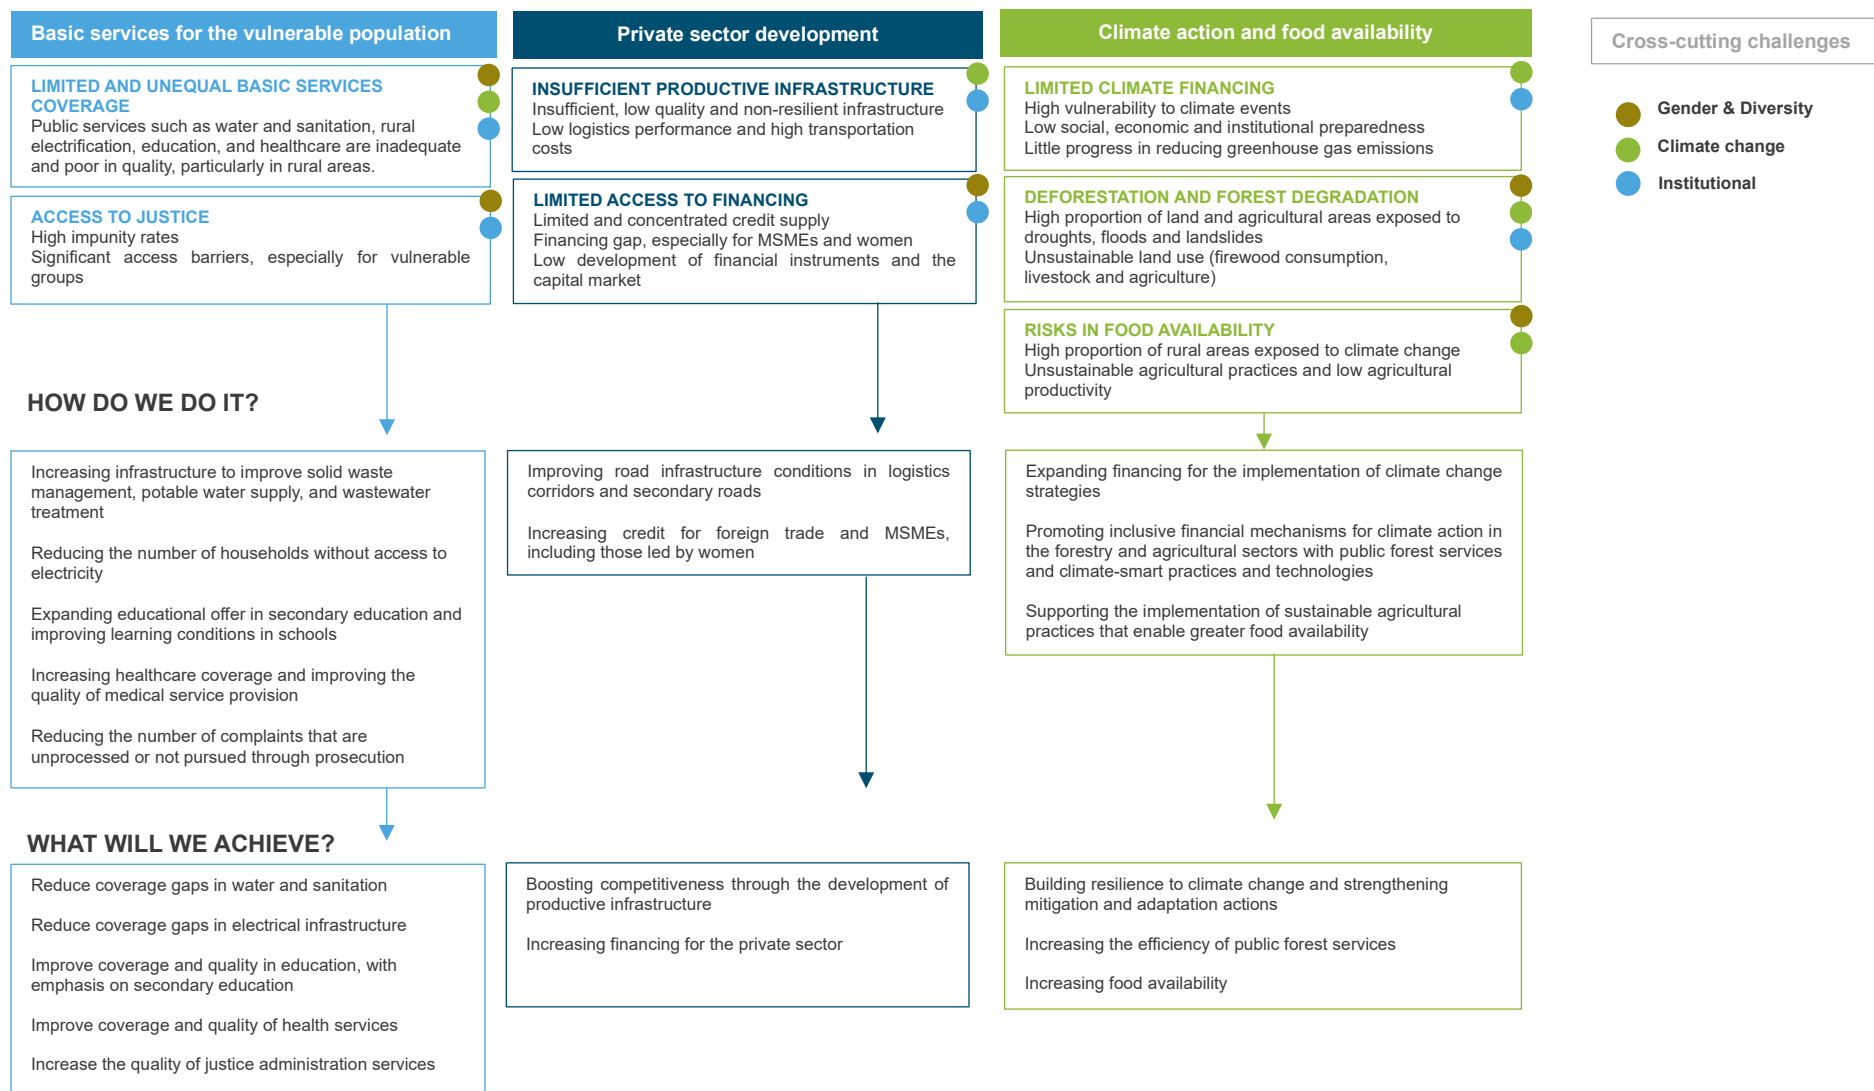 Basic services for the vulnerable population
Private sector development
Climate action and food availability
Cross-cutting challenges
LIMITED AND UNEQUAL BASIC SERVICES
COVERAGE
Public services such as water and sanitation, rural
electrification, education, and healthcare are inadequate
and poor in quality, particularly in rural areas.
ACCESS TO JUSTICE
High impunity rates
Significant access barriers, especially for vulnerable
groups
INSUFFICIENT PRODUCTIVE INFRASTRUCTURE
Insufficient, low quality and non-resilient infrastructure
Low logistics performance and high transportation
costs
LIMITED ACCESS TO FINANCING
Limited and concentrated credit supply
Financing gap, especially for MSMEs and women
Low development of financial instruments and the
capital market
LIMITED CLIMATE FINANCING
High vulnerability to climate events
Low social, economic and institutional preparedness
Little progress in reducing greenhouse gas emissions
DEFORESTATION AND FOREST DEGRADATION
High proportion of land and agricultural areas exposed to
droughts, floods and landslides
Unsustainable land use (firewood consumption,
livestock and agriculture)
RISKS IN FOOD AVAILABILITY
High proportion of rural areas exposed to climate change
Unsustainable agricultural practices and low agricultural
productivity
Gender & Diversity
Climate change
Institutional
HOW DO WE DO IT?
Increasing infrastructure to improve solid waste
management, potable water supply, and wastewater
treatment
Reducing the number of households without access to
electricity
Expanding educational offer in secondary education and
improving learning conditions in schools
Increasing healthcare coverage and improving the
quality of medical service provision
Reducing the number of complaints that are
unprocessed or not pursued through prosecution
Improving road infrastructure conditions in logistics
corridors and secondary roads
Increasing credit for foreign trade and MSMEs,
including those led by women
Expanding financing for the implementation of climate change
strategies
Promoting inclusive financial mechanisms for climate action in
the forestry and agricultural sectors with public forest services
and climate-smart practices and technologies
Supporting the implementation of sustainable agricultural
practices that enable greater food availability
WHAT WILL WE ACHIEVE?
Reduce coverage gaps in water and sanitation
Reduce coverage gaps in electrical infrastructure
Improve coverage and quality in education, with
emphasis on secondary education
Improve coverage and quality of health services
Increase the quality of justice administration services
Boosting competitiveness through the development of
productive infrastructure
Increasing financing for the private sector
Building resilience to climate change and strengthening
mitigation and adaptation actions
Increasing the efficiency of public forest services
Increasing food availability